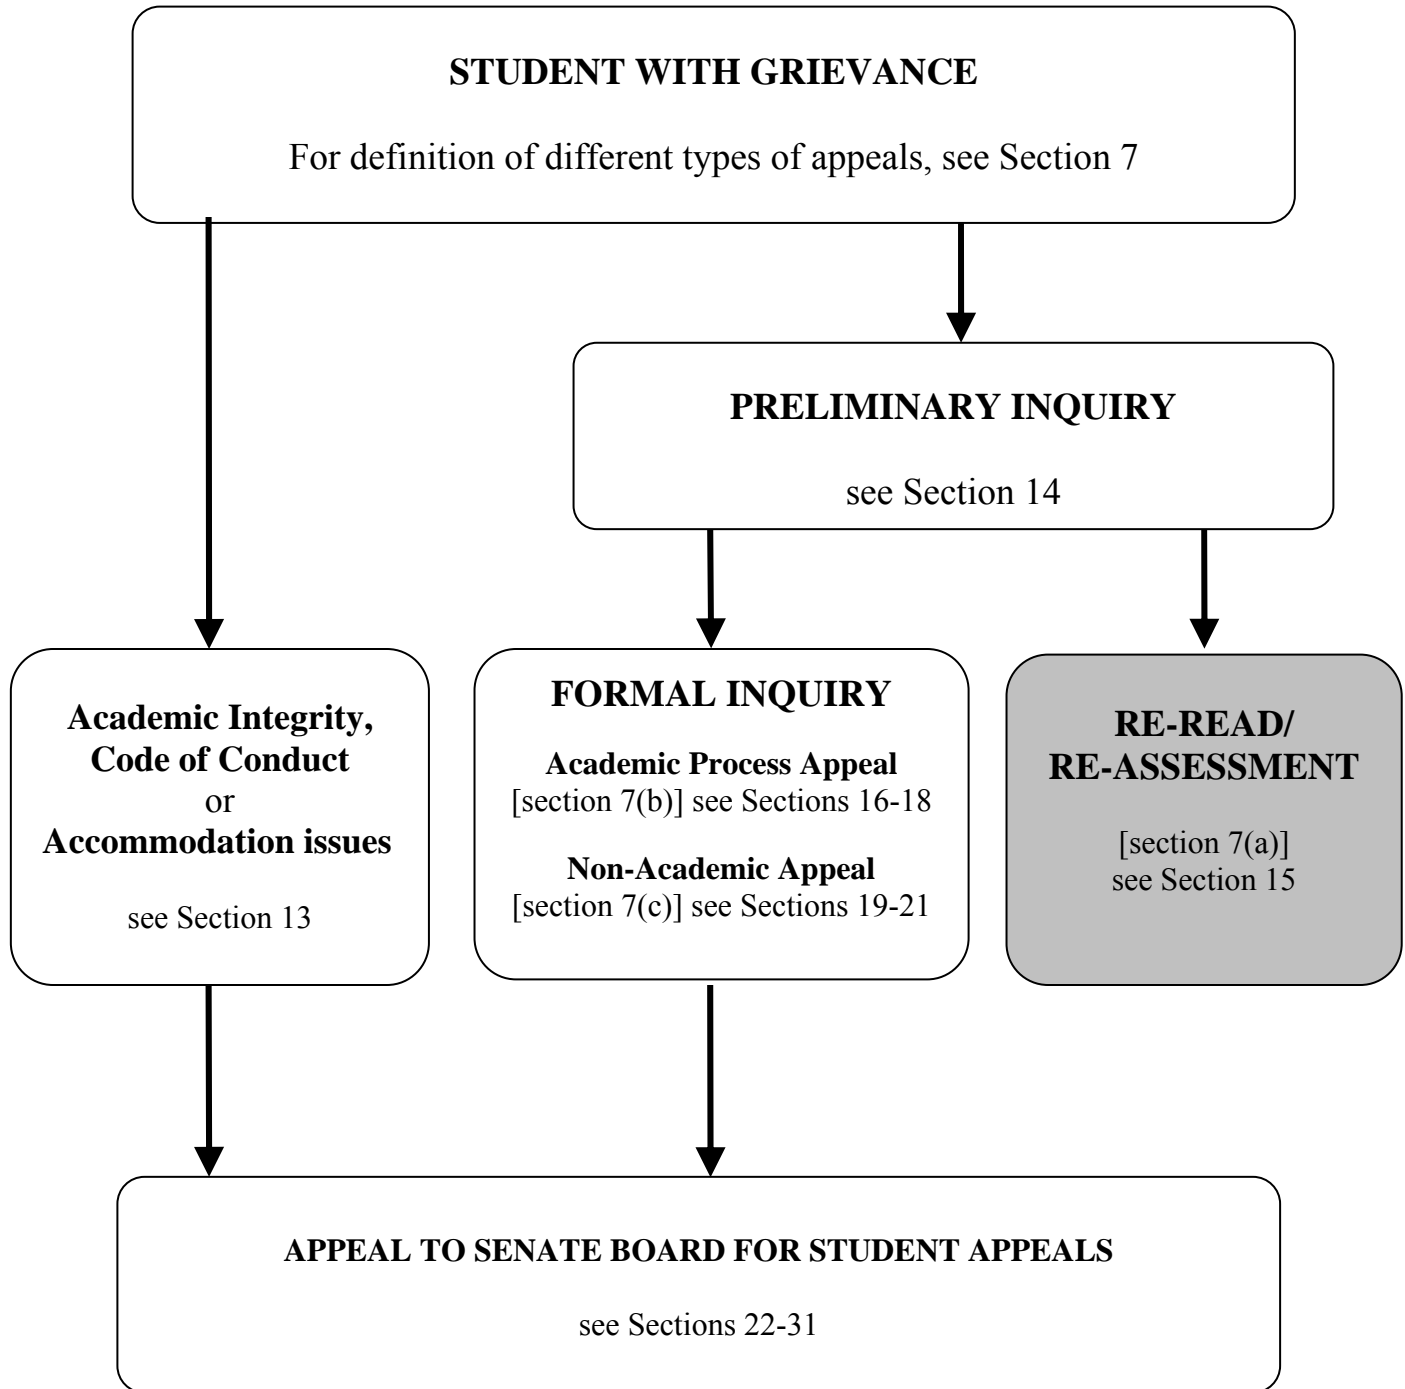 STUDENT WITH GRIEVANCE
For definition of different types of appeals, see Section 7
PRELIMINARY INQUIRY
see Section 14
Academic Integrity,
Code of Conduct
or
Accommodation issues
see Section 13
FORMAL INQUIRY
Academic Process Appeal
[section 7(b)] see Sections 16-18
Non-Academic Appeal
[section 7(c)] see Sections 19-21
RE-READ/
RE-ASSESSMENT
[section 7(a)]
see Section 15
APPEAL TO SENATE BOARD FOR STUDENT APPEALS
see Sections 22-31